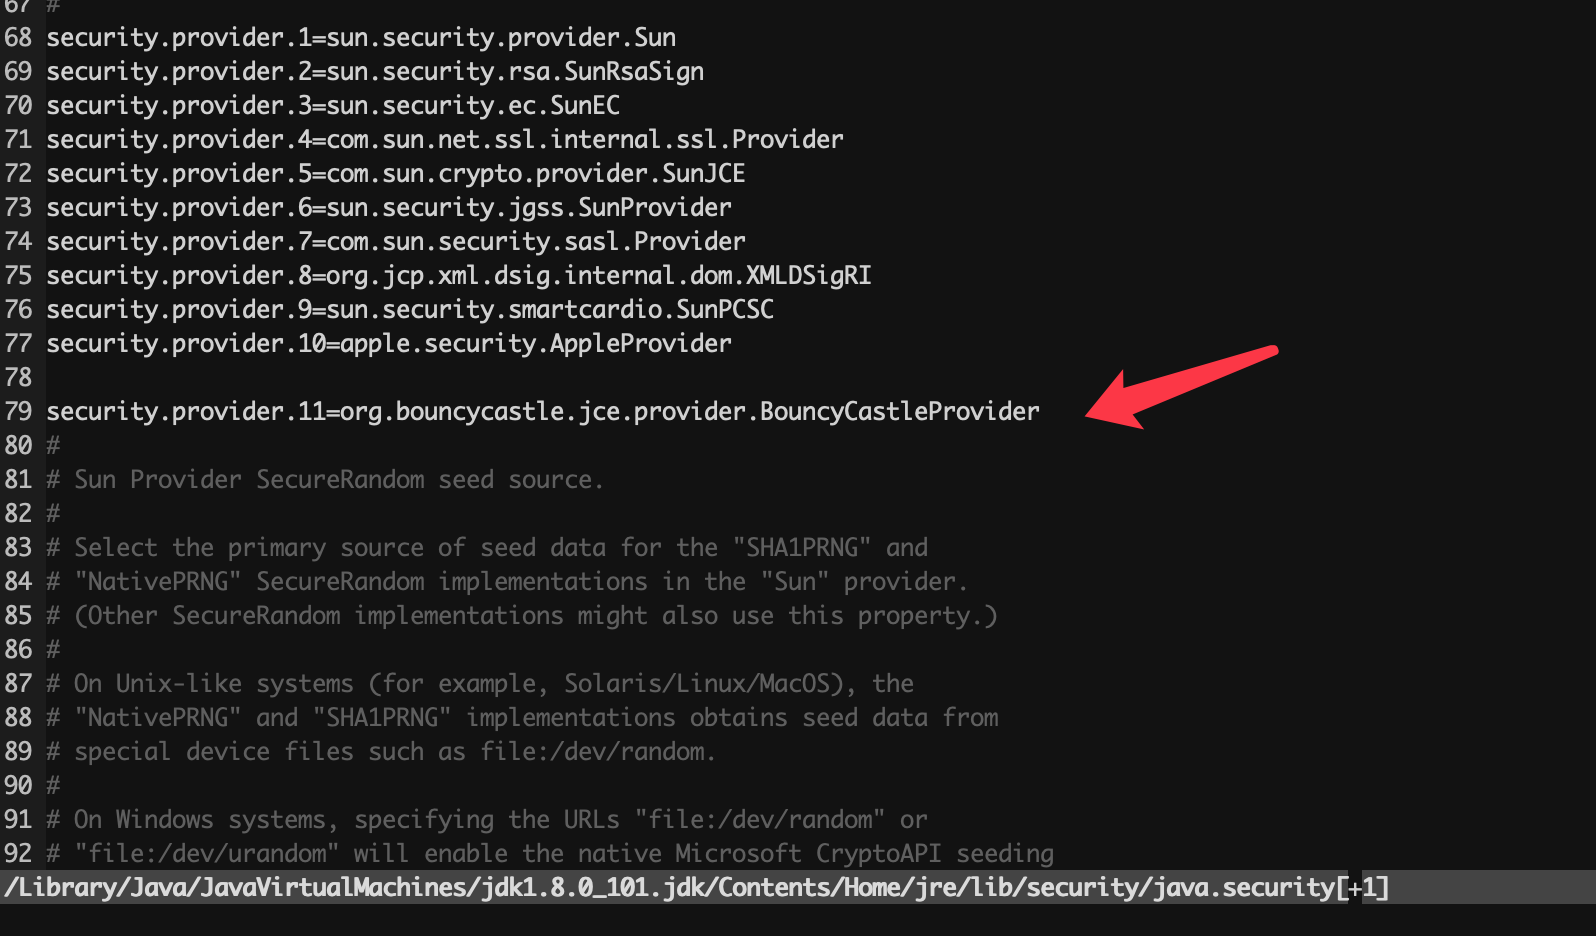 67 #
68 security.provider.1=sun.security.provider.Sun
69 security.provider.2=sun.security.rsa.SunRsaSign
70 security.provider.3=sun.security.ec.SunEC
71 security.provider.4=com.sun.net.ssl.internal.ssl.Provider
72 security.provider.5=com.sun.crypto.provider.SunJCE
73 security.provider.6=sun.security.jgss.SunProvider
74 security.provider.7=com.sun.security.sasl.Provider
75 security.provider.8=org.jcp.xml.dsig.internal.dom.XMLDSigRI
76 security.provider.9=sun.security.smartcardio.SunPCSC
77 security.provider.10=apple.security.AppleProvider
78
79 security.provider.11=org.bouncycastle.jce.provider.BouncyCastleProvider
80 #
81 # Sun Provider SecureRandom seed source.
82 #
83 # Select the primary source of seed data for the "SHA1PRNG" and
84 # "NativePRNG" SecureRandom implementations in the "Sun" provider.
85 # (Other SecureRandom implementations might also use this property.)
86 #
87 # On Unix-like systems (for example, Solaris/Linux/MacOS), the
88 # "NativePRNG" and "SHA1PRNG" implementations obtains seed data from
89 # special device files such as file:/dev/random.
90 #
91 # On Windows systems, specifying the URLs "file:/dev/random" or
92 # "file:/dev/urandom" will enable the native Microsoft CryptoAPI seeding
/Library/Java/JavaVirtualMachines/jdk1.8.0_101.jdk/Contents/Home/jre/lib/security/java.security[+1]